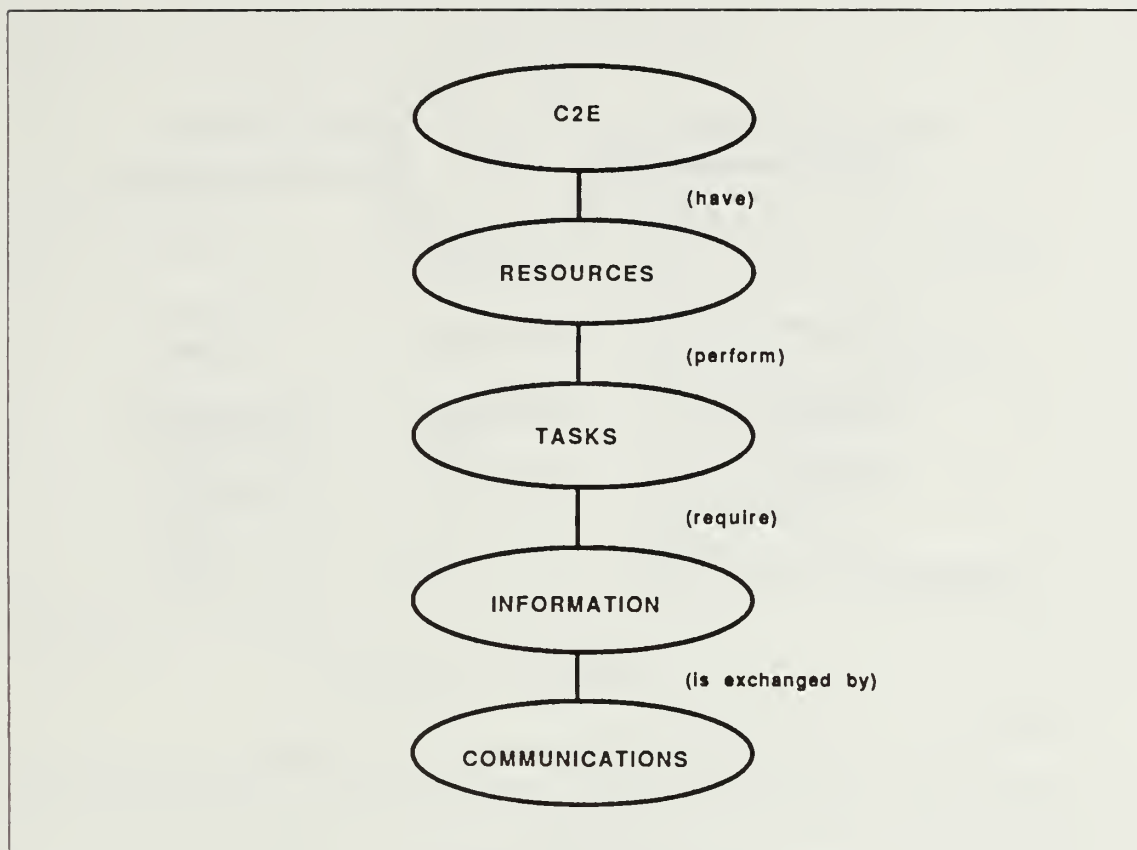 C2E
(have)
RESOURCES
(perform)
TASKS
(require)
INFORMATION
(is exchanged by)
COMMUNICATIONS